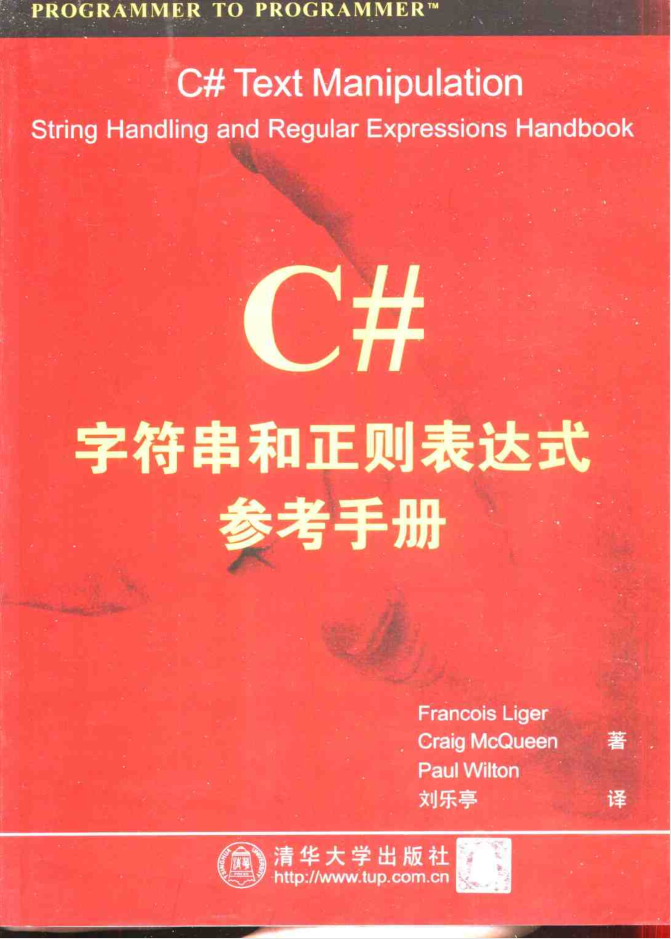 PROGRAMMER TO PROGRAMMER™
C# Text Manipulation
String Handling and Regular Expressions Handbook
C#
字符串和正则表达式
参考手册
Francois Liger
Craig McQueen 著
Paul Wilton
刘乐亭 译
清华大学出版社
http://www.tup.com.cn